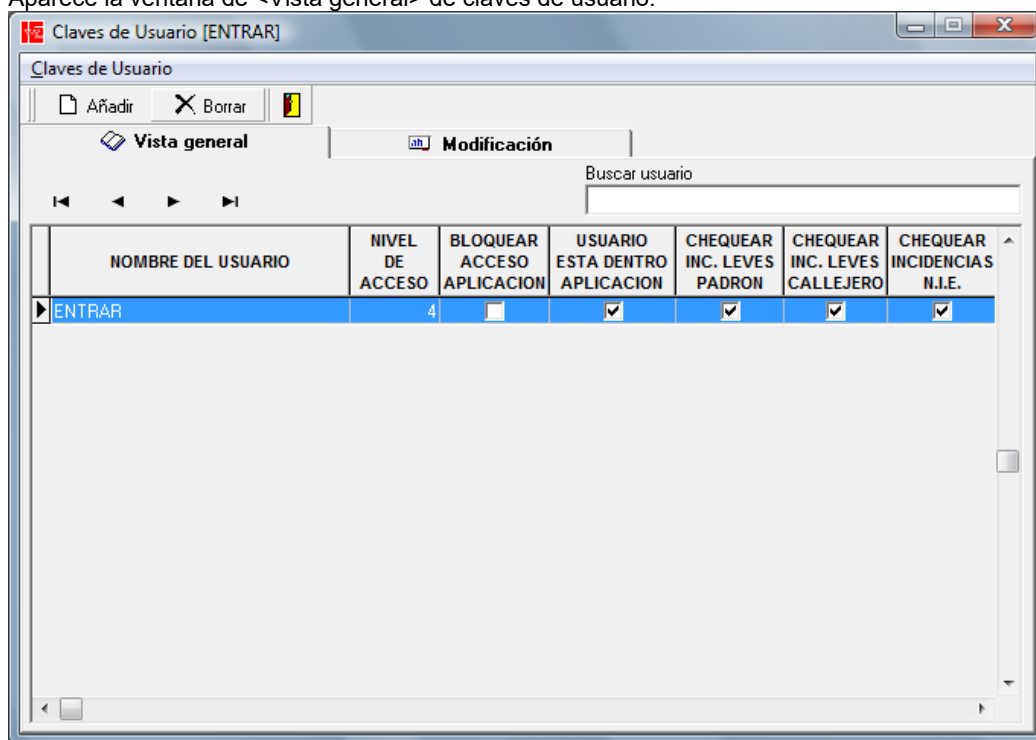 Aparece la ventana de <Vista general> de claves de usuario.
Claves de Usuario [ENTRAR]
Claves de Usuario
Añadir Borrar
Vista general Modificación
Buscar usuario
NOMBRE DEL USUARIO NIVEL DE ACCESO BLOQUEAR ACCESO APLICACION USUARIO ESTA DENTRO APLICACION CHEQUEAR INC. LEVES PADRON CHEQUEAR INC. LEVES CALLEJERO CHEQUEAR INCIDENCIAS N.I.E.
ENTRAR 4